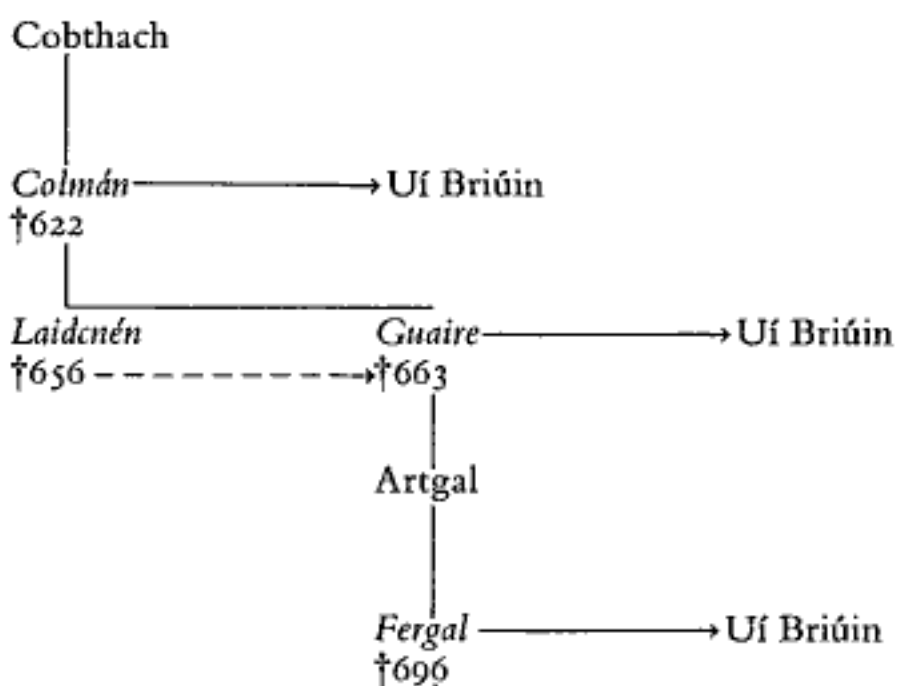 Cobthach
Colmán Uí Briúin
†622
Laidcnén Guaire Uí Briúin
†656 †663
Artgal
Fergal Uí Briúin
†696